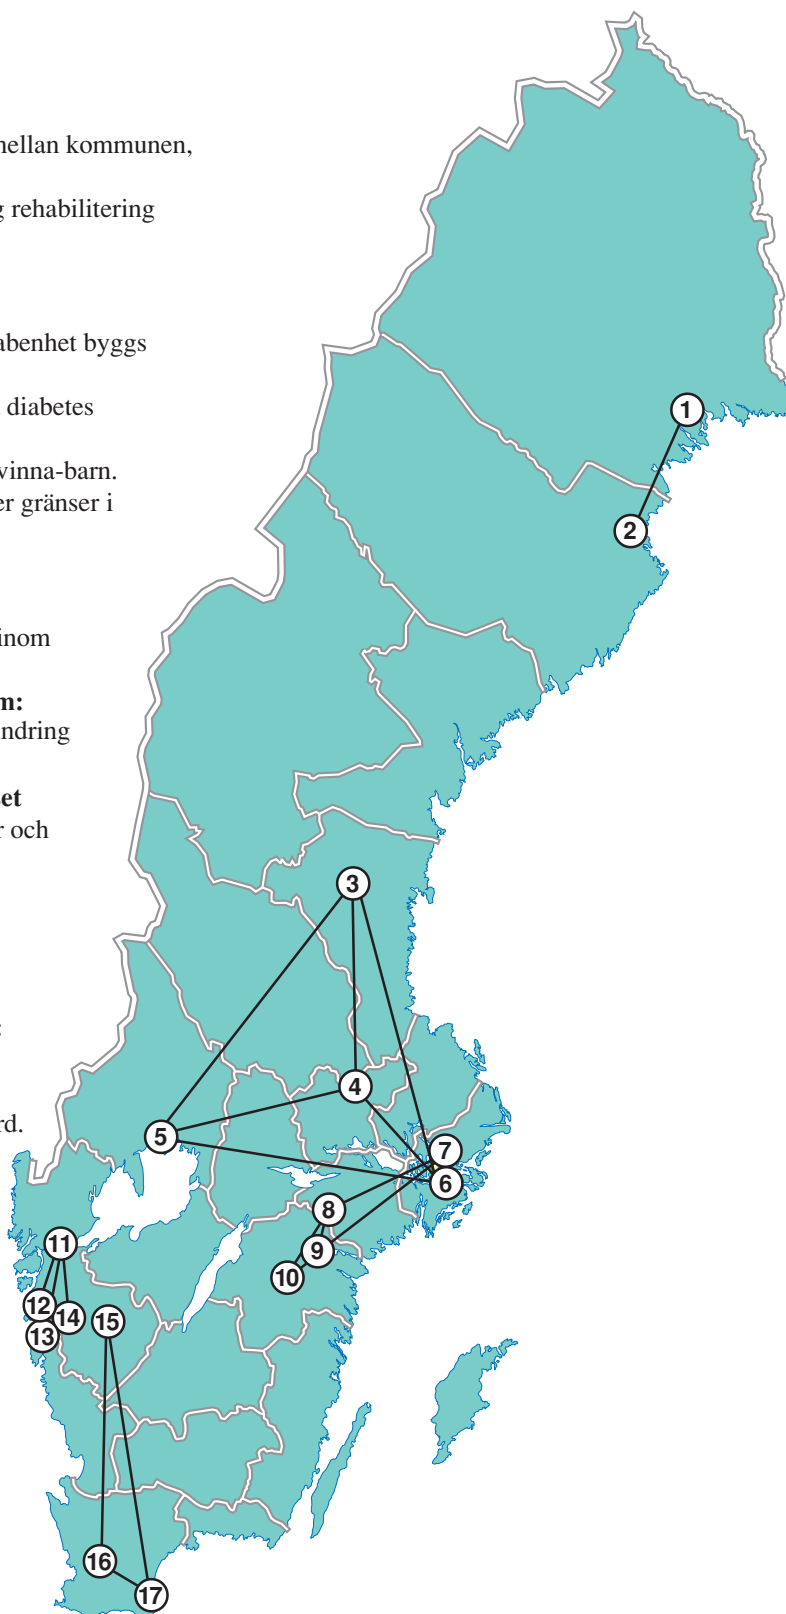 nellan kommunen,
g rehabilitering
abenhet byggs
diabetes
vinna-barn.
er gränser i
inom
m:
ndring
et
r och
:
rd.
1
2
3
4
5
7
6
8
9
10
11
12
14
15
13
16
17